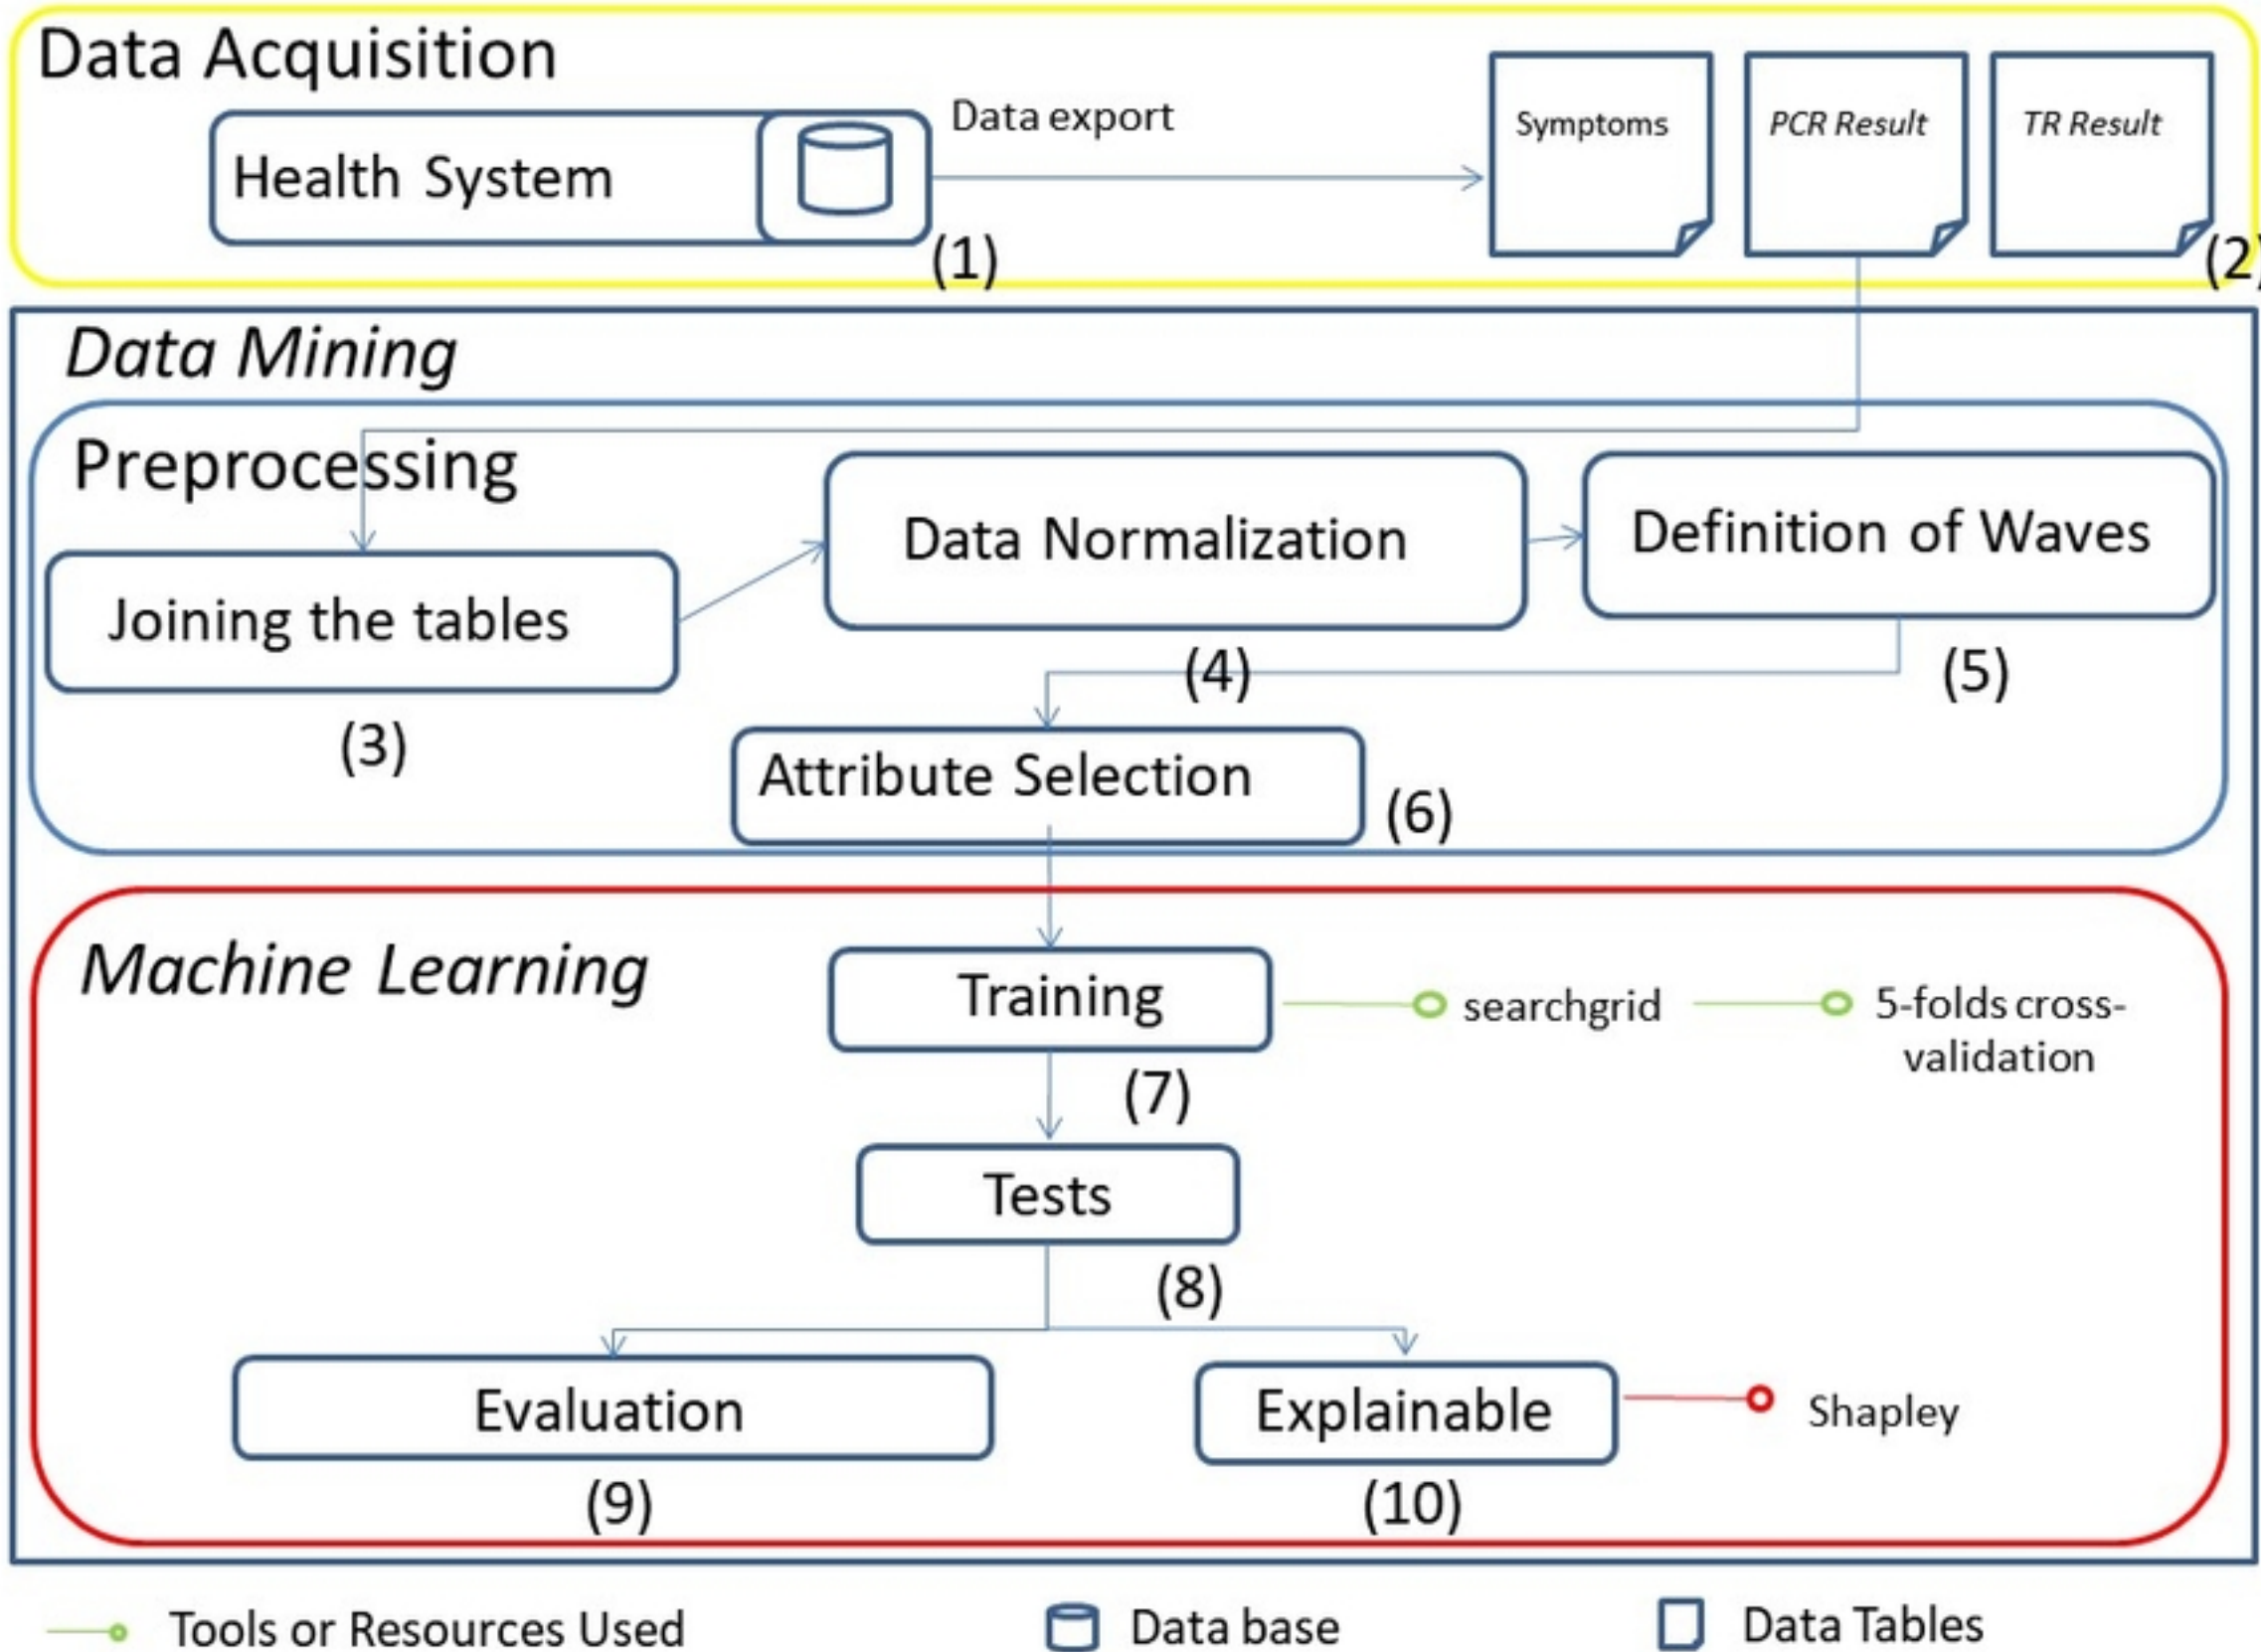 Data Acquisition
Health System
Data export
Symptoms
PCR Result
TR Result
(1)
(2)
Data Mining
Preprocessing
Joining the tables
(3)
Data Normalization
(4)
Definition of Waves
(5)
Attribute Selection
(6)
Machine Learning
Training
searchgrid
5-folds cross-
validation
(7)
Tests
(8)
Evaluation
(9)
Explainable
(10)
Shapley
Tools or Resources Used
Data base
Data Tables